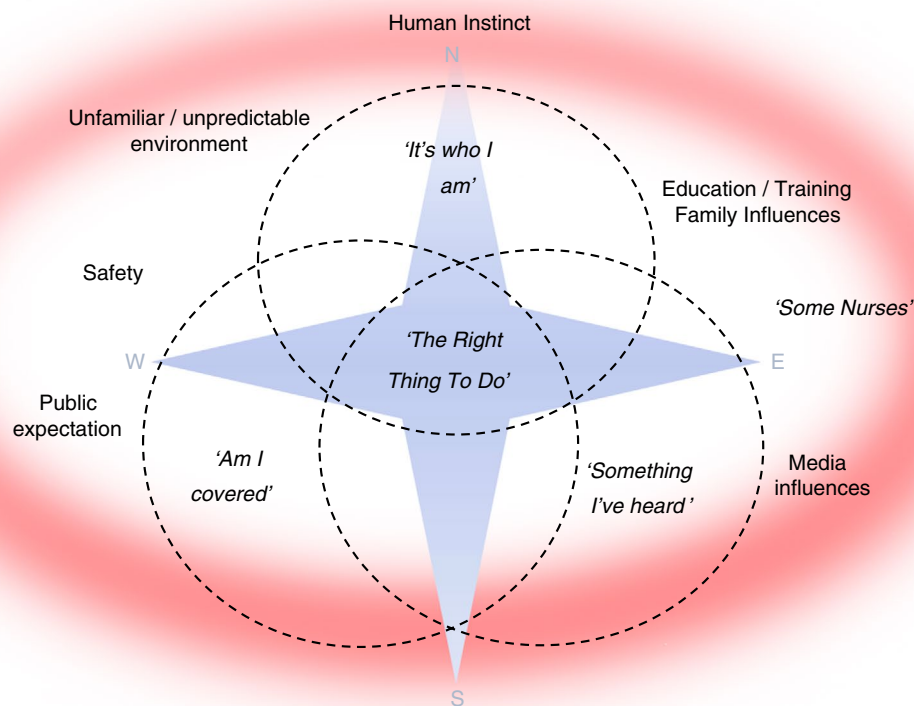 Human Instinct
N
Unfamiliar / unpredictable
environment
‘It’s who I
am’
Education / Training
Family Influences
Safety
‘Some Nurses’
‘The Right
Thing To Do’
W
E
Public
expectation
‘Am I
covered’
‘Something
I’ve heard ’
Media
influences
S